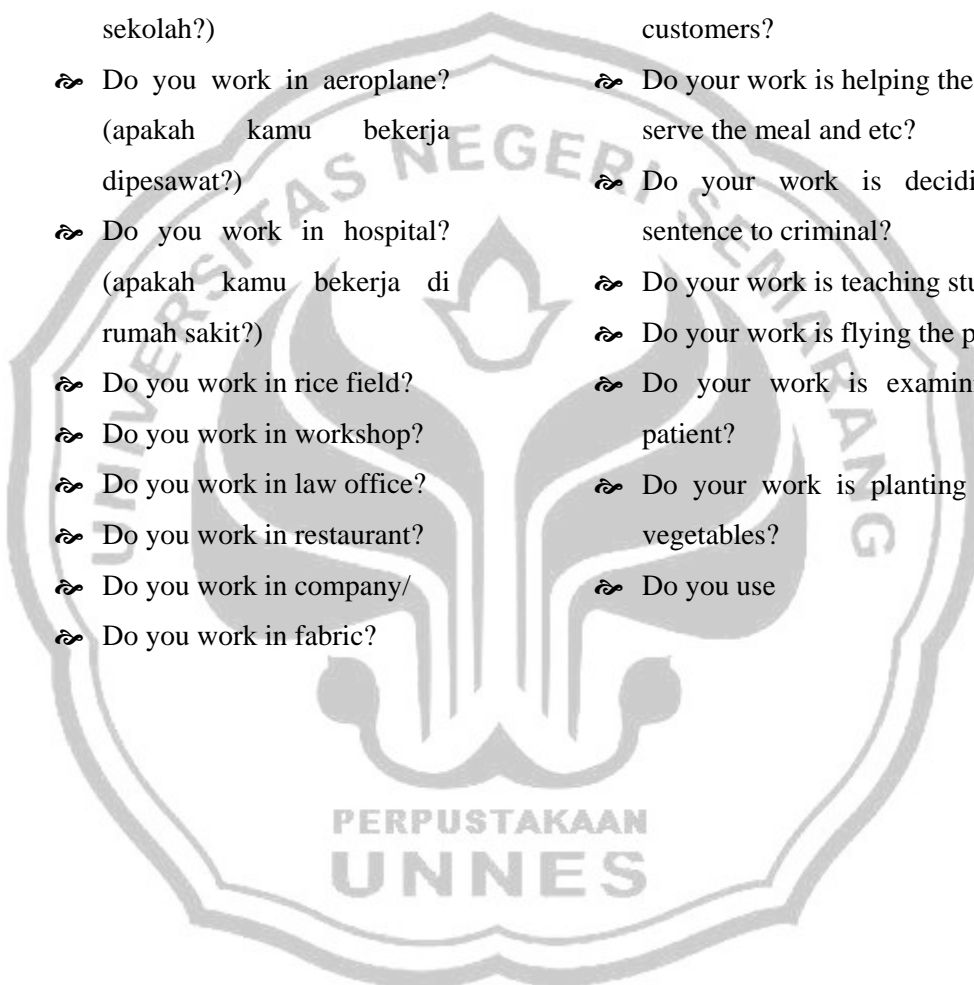 sekolah?)
Do you work in aeroplane?
(apakah kamu bekerja
dipesawat?)
Do you work in hospital?
(apakah kamu bekerja di
rumah sakit?)
Do you work in rice field?
Do you work in workshop?
Do you work in law office?
Do you work in restaurant?
Do you work in company/
Do you work in fabric?
customers?
Do your work is helping the
serve the meal and etc?
Do your work is
sentence to criminal?
Do your work is teaching
Do your work is flying the
Do your work is
patient?
Do your work is planting
vegetables?
Do you use
UNIVERSITAS NEGERI SEMARANG
PERPUSTAKAAN
UNNES